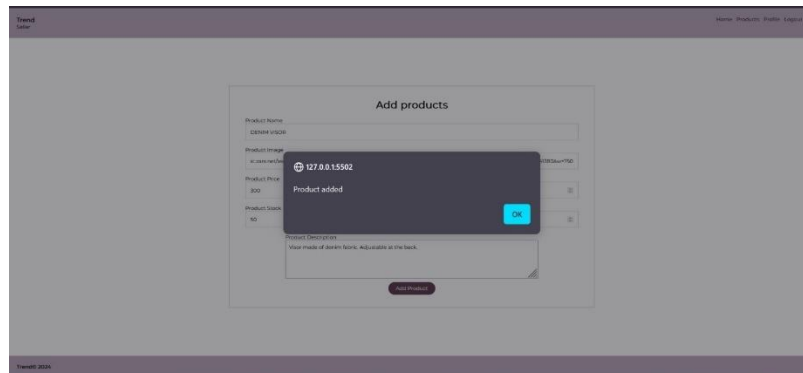 Trend
Seller
Home Products Profile Logout
Add products
Product Name
DENIM VISOR
Product Image
Product Price
127.0.0.1:5502
300
Product added
Product Stock
50
OK
Product Description
Visor made of denim fabric. Adjustable at the back.
Add Product
Trend© 2024